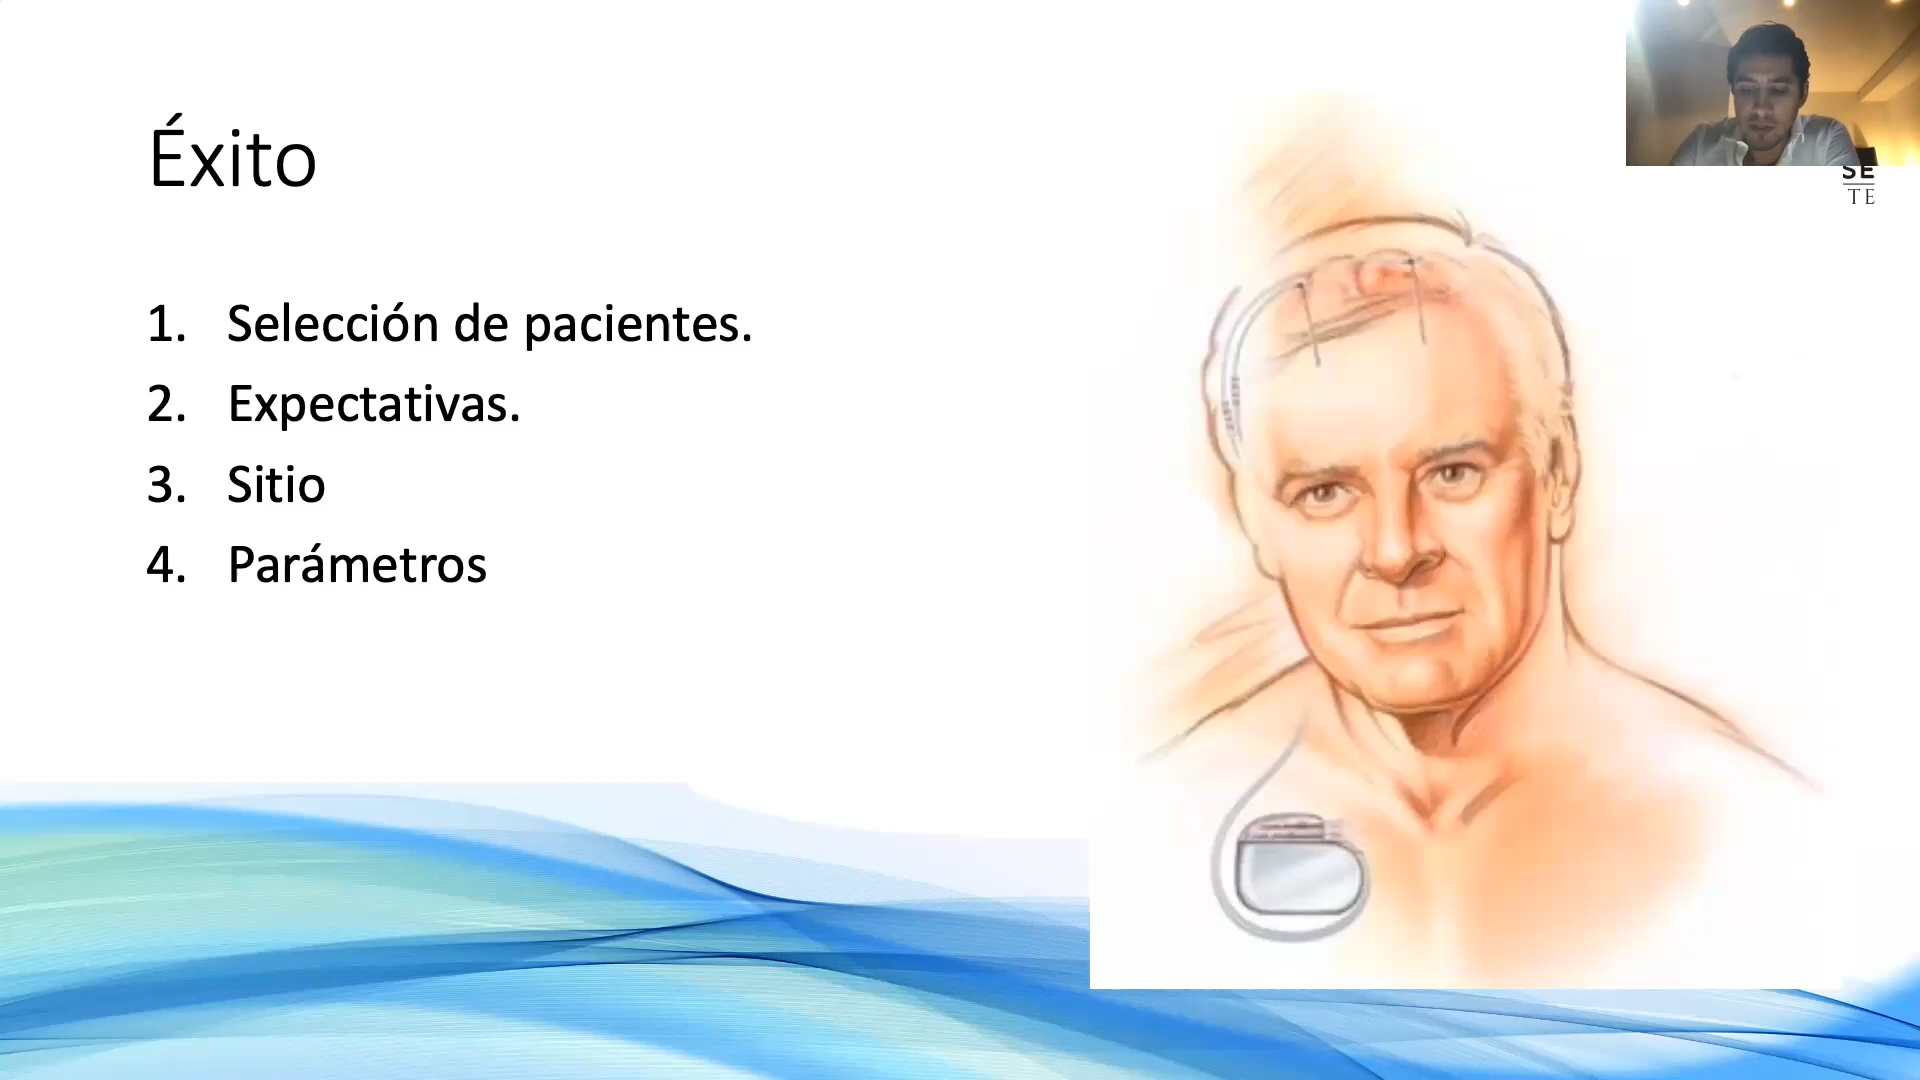 Éxito
1. Selección de pacientes.
2. Expectativas.
3. Sitio
4. Parámetros
SE
TE